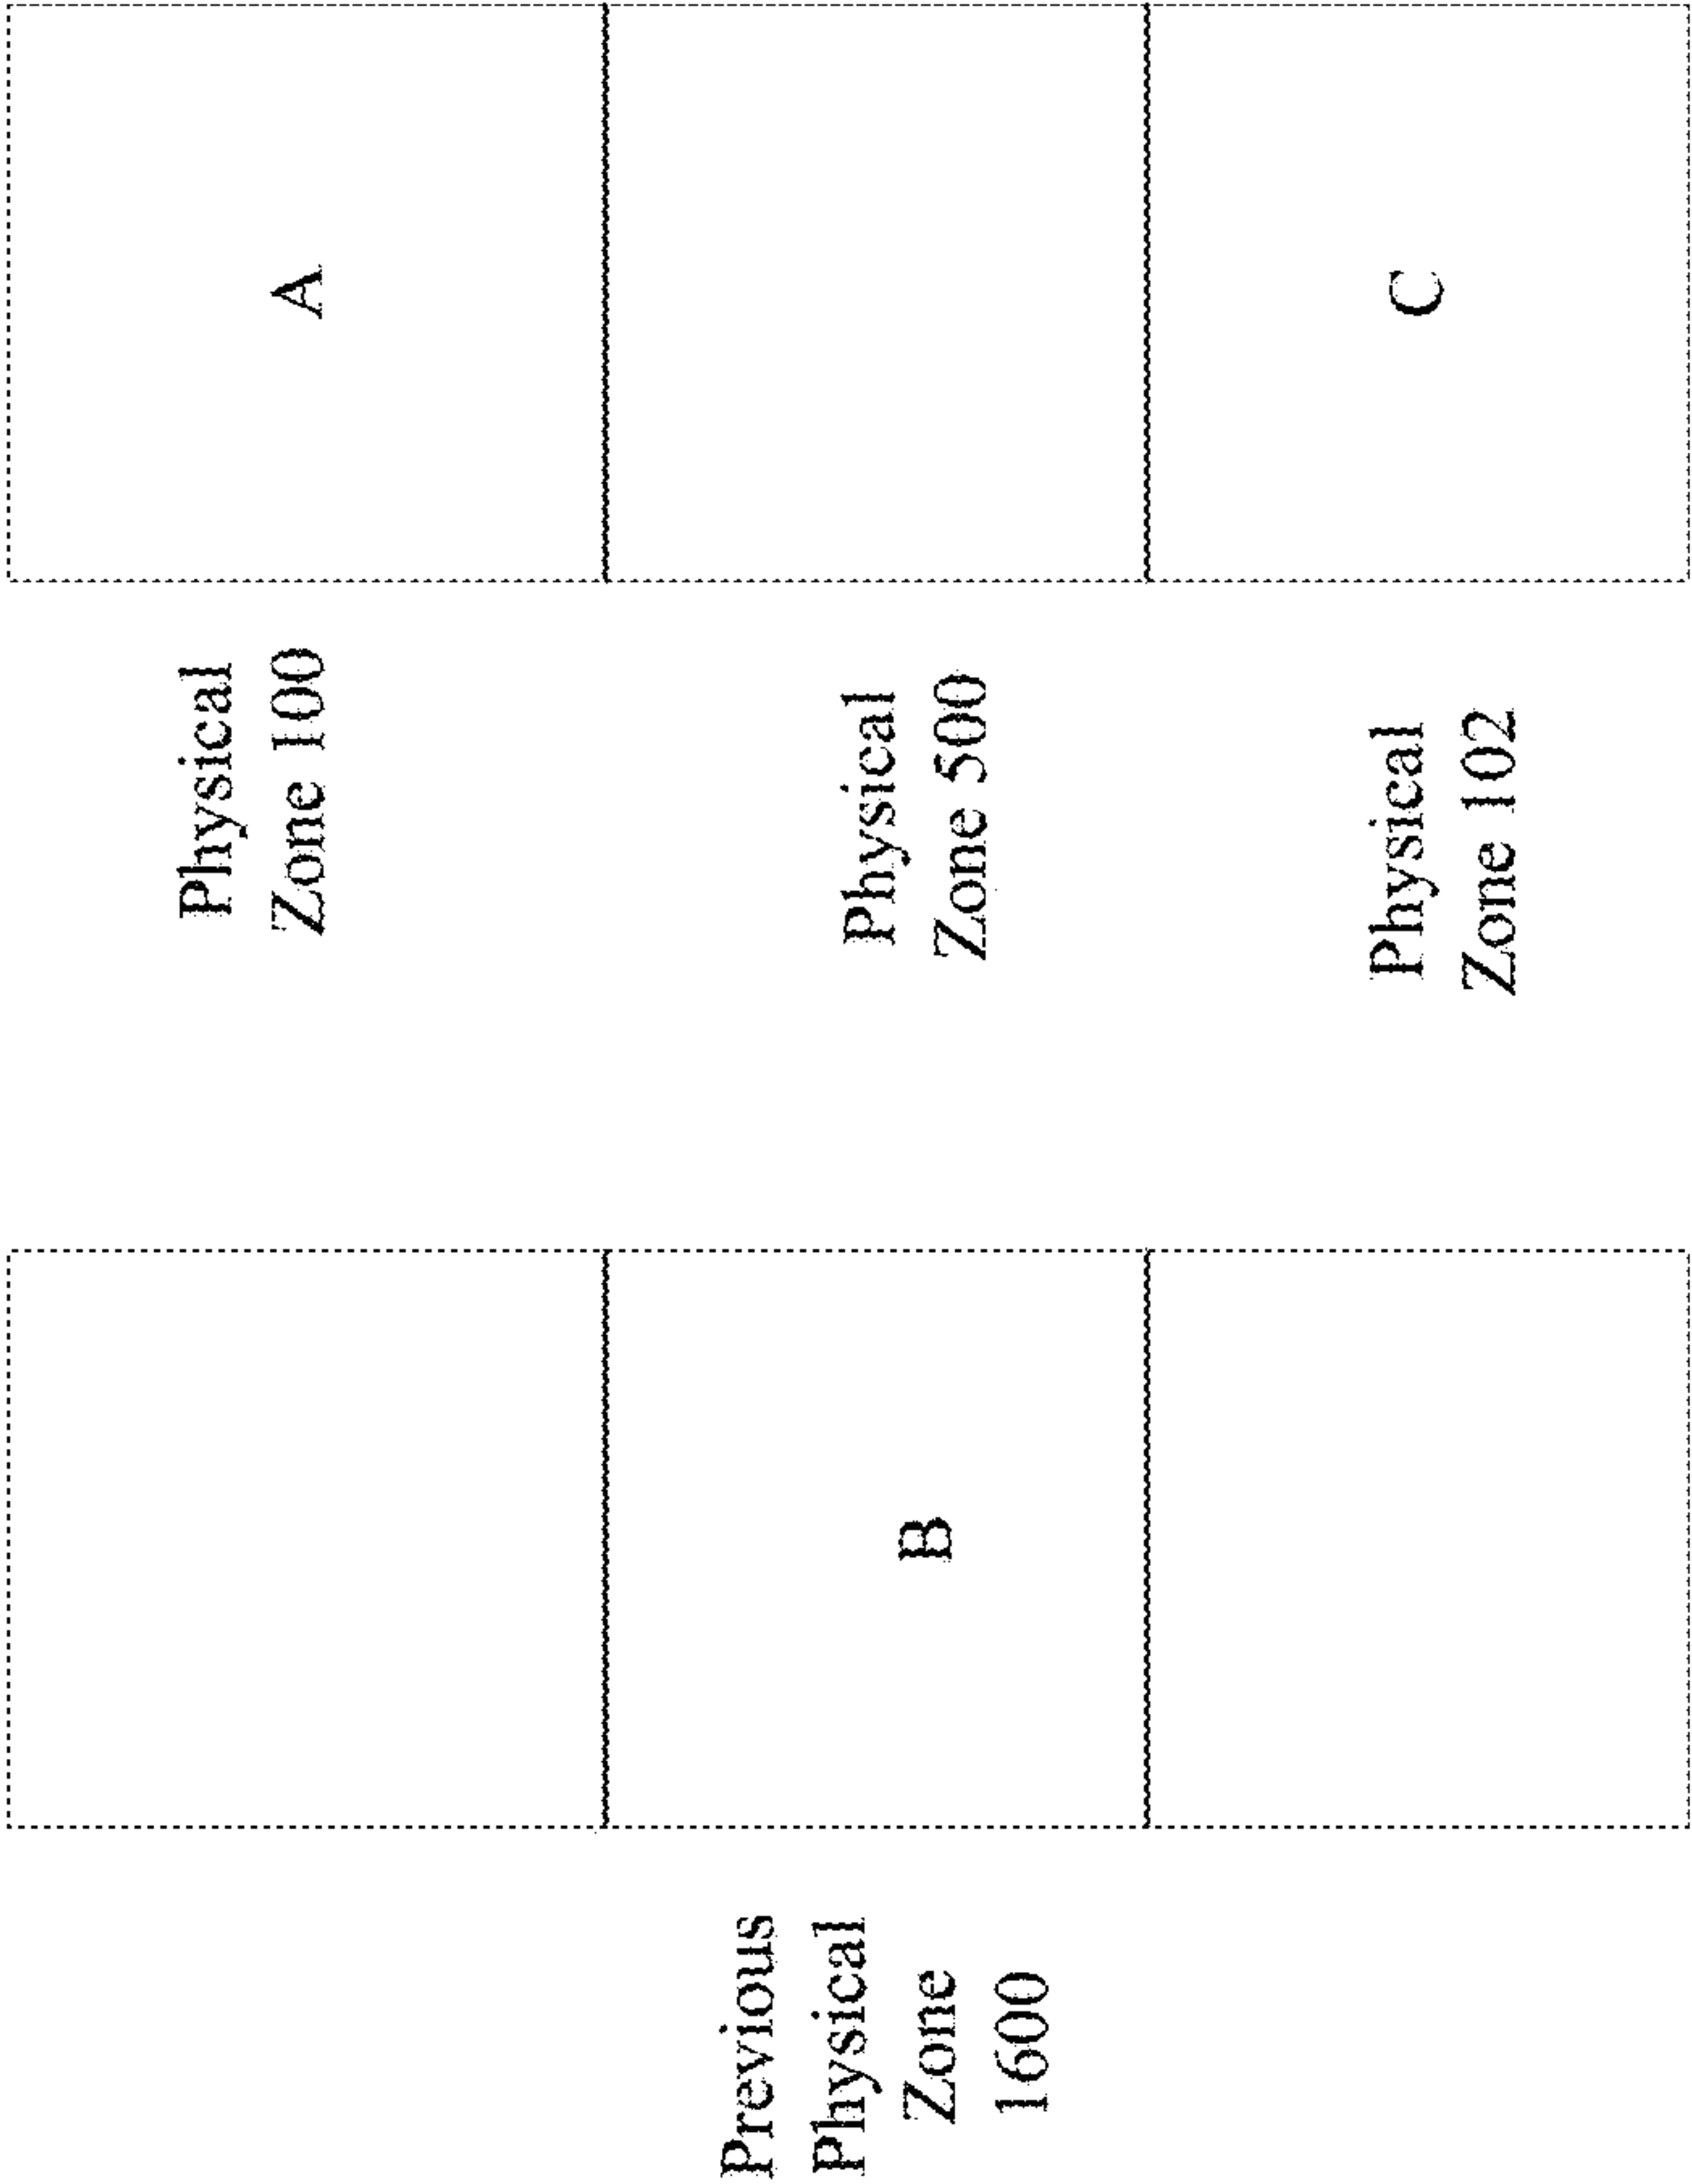 Physical
Zone 100
A
Previous
Physical
Zone
1600
B
Physical
Zone 500
Physical
Zone 102
C